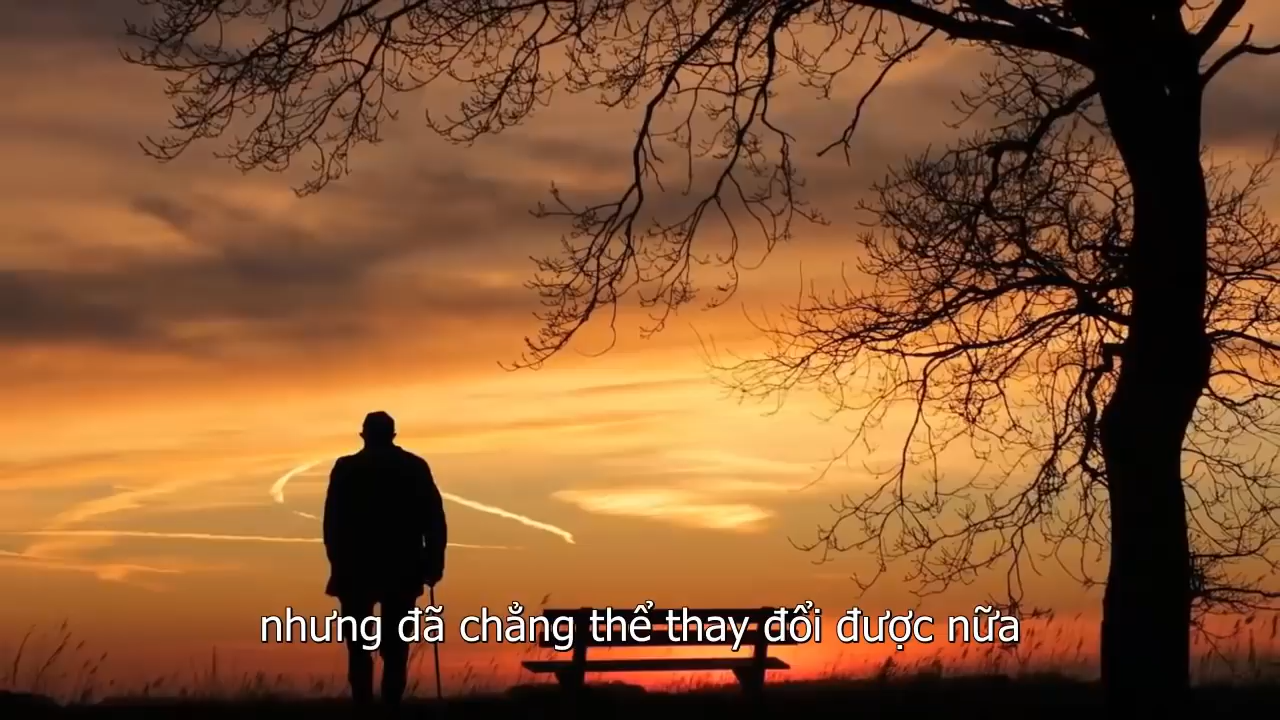 nhưng đã chẳng thể thay đổi được nữa